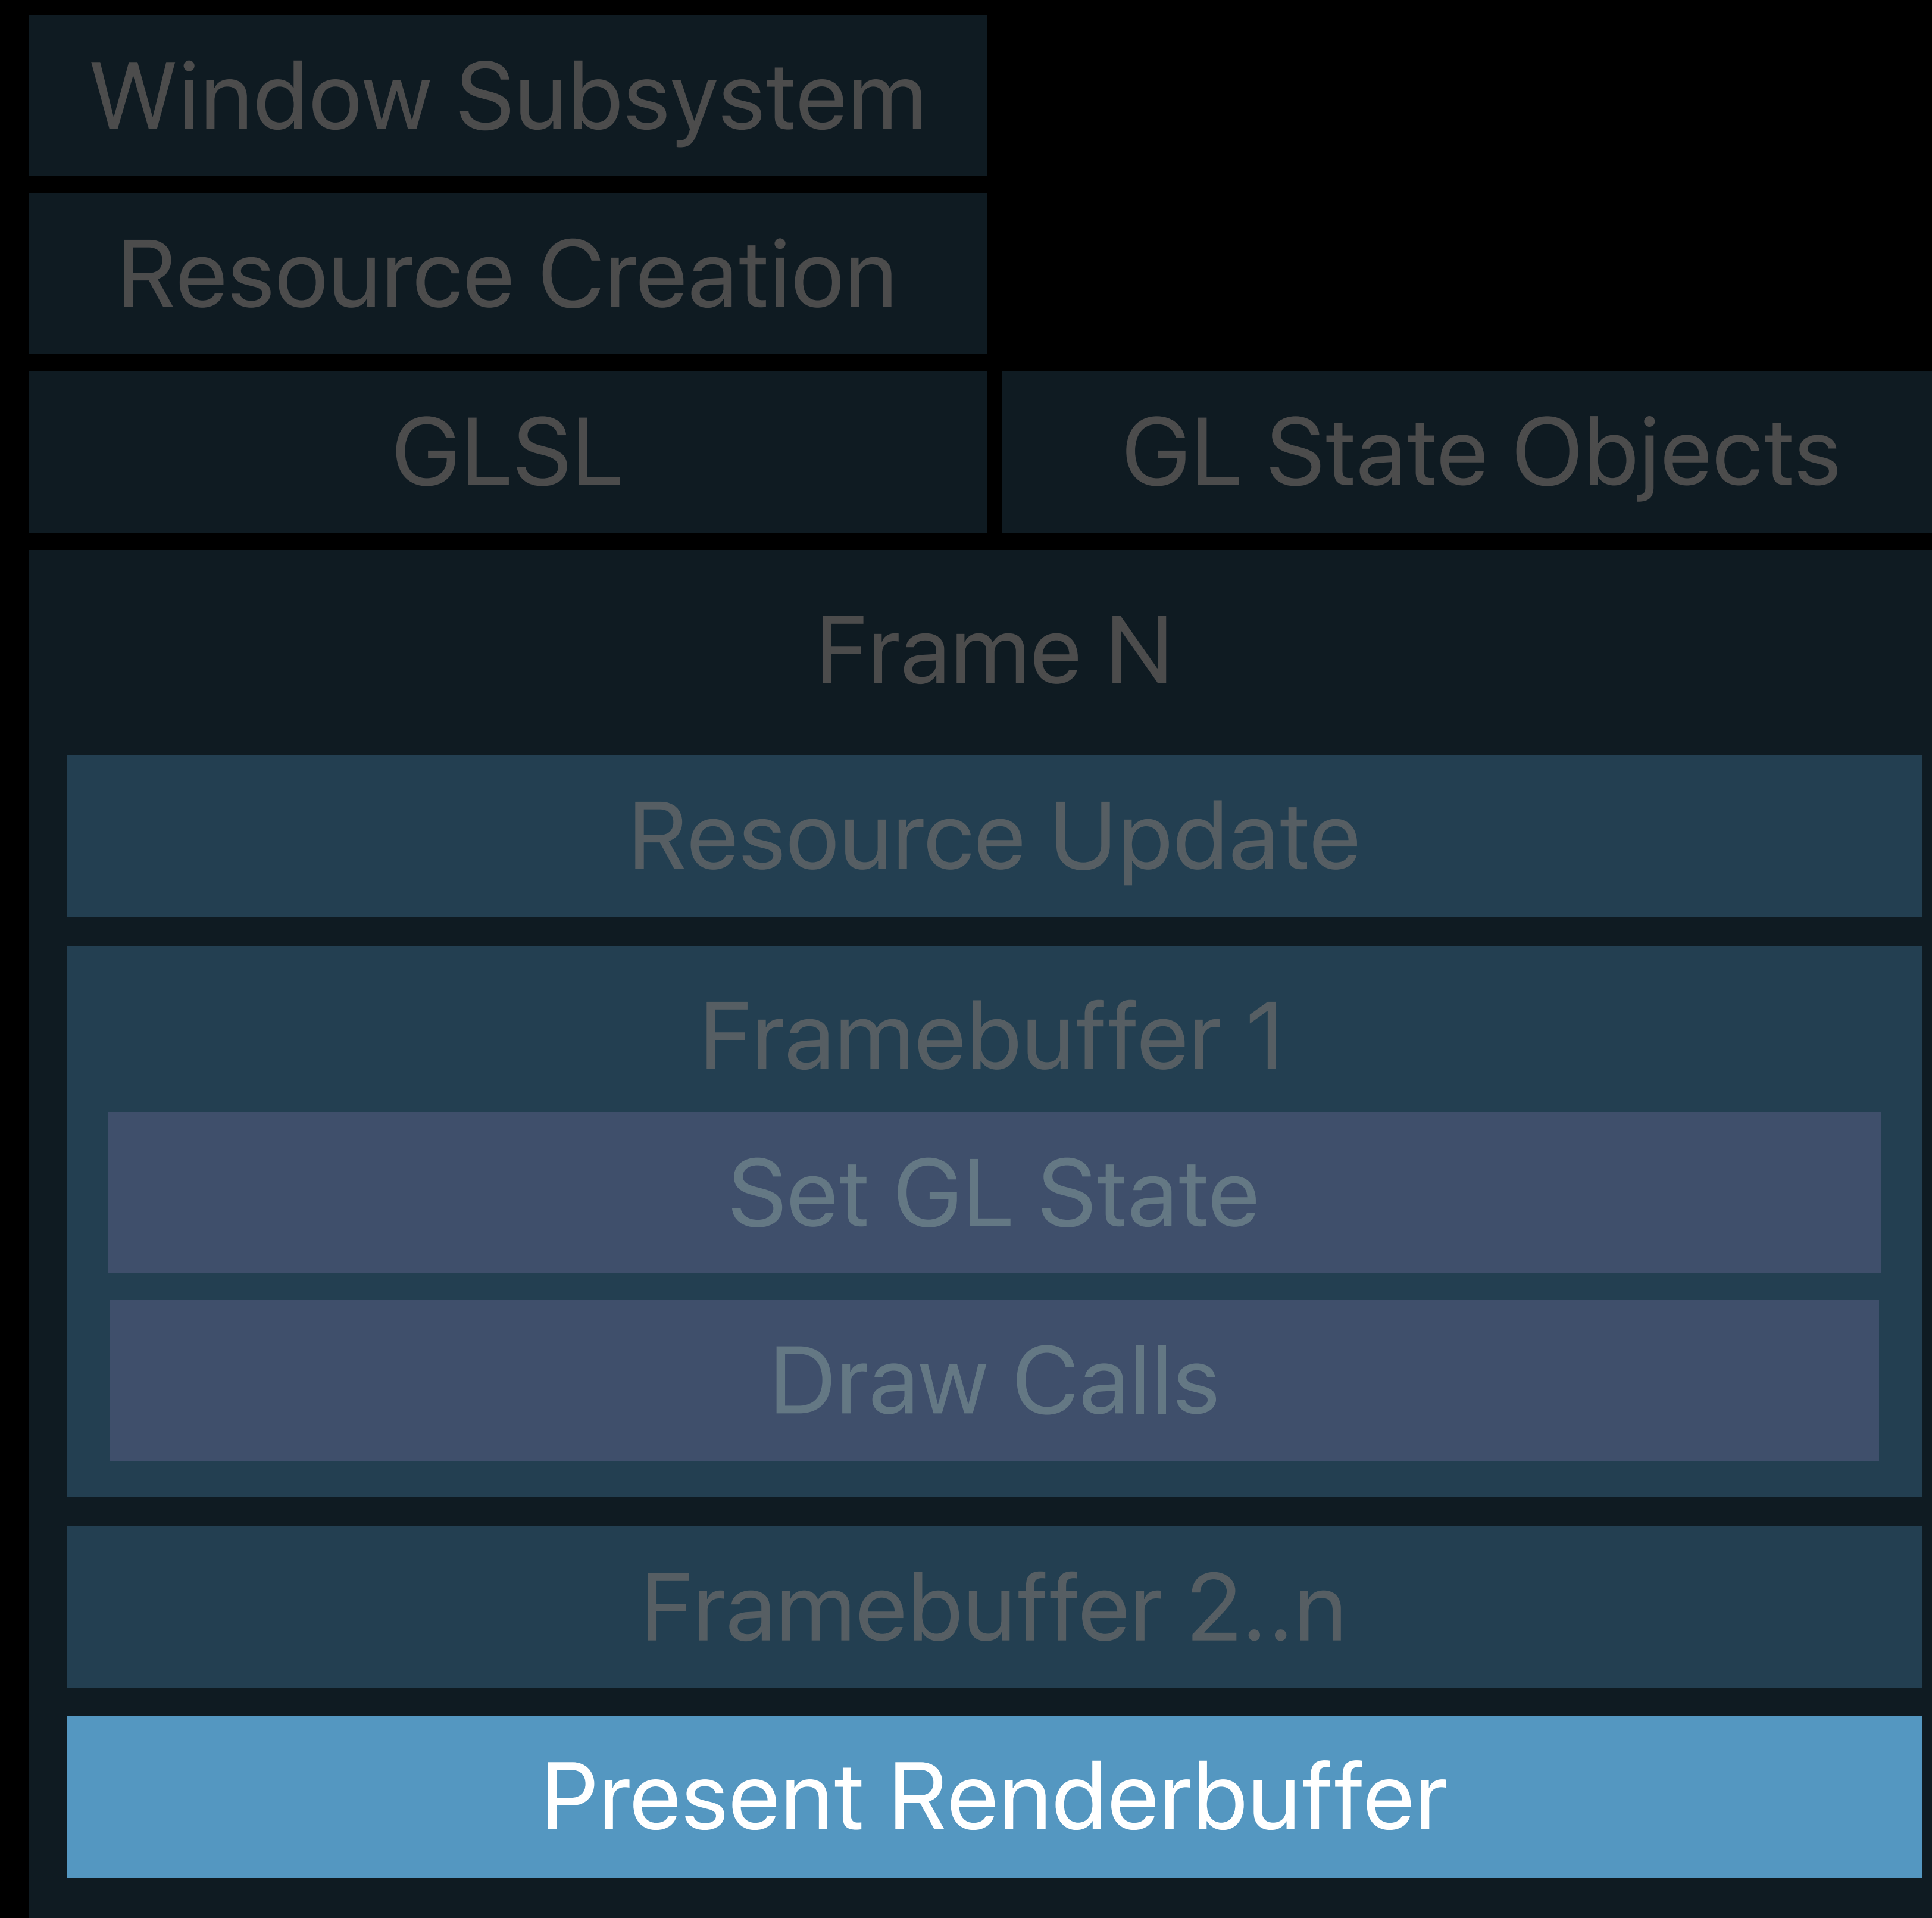 Window Subsystem
Resource Creation
GLSL
GL State Objects
Frame N
Resource Update
Framebuffer 1
Set GL State
Draw Calls
Framebuffer 2..n
Present Renderbuffer